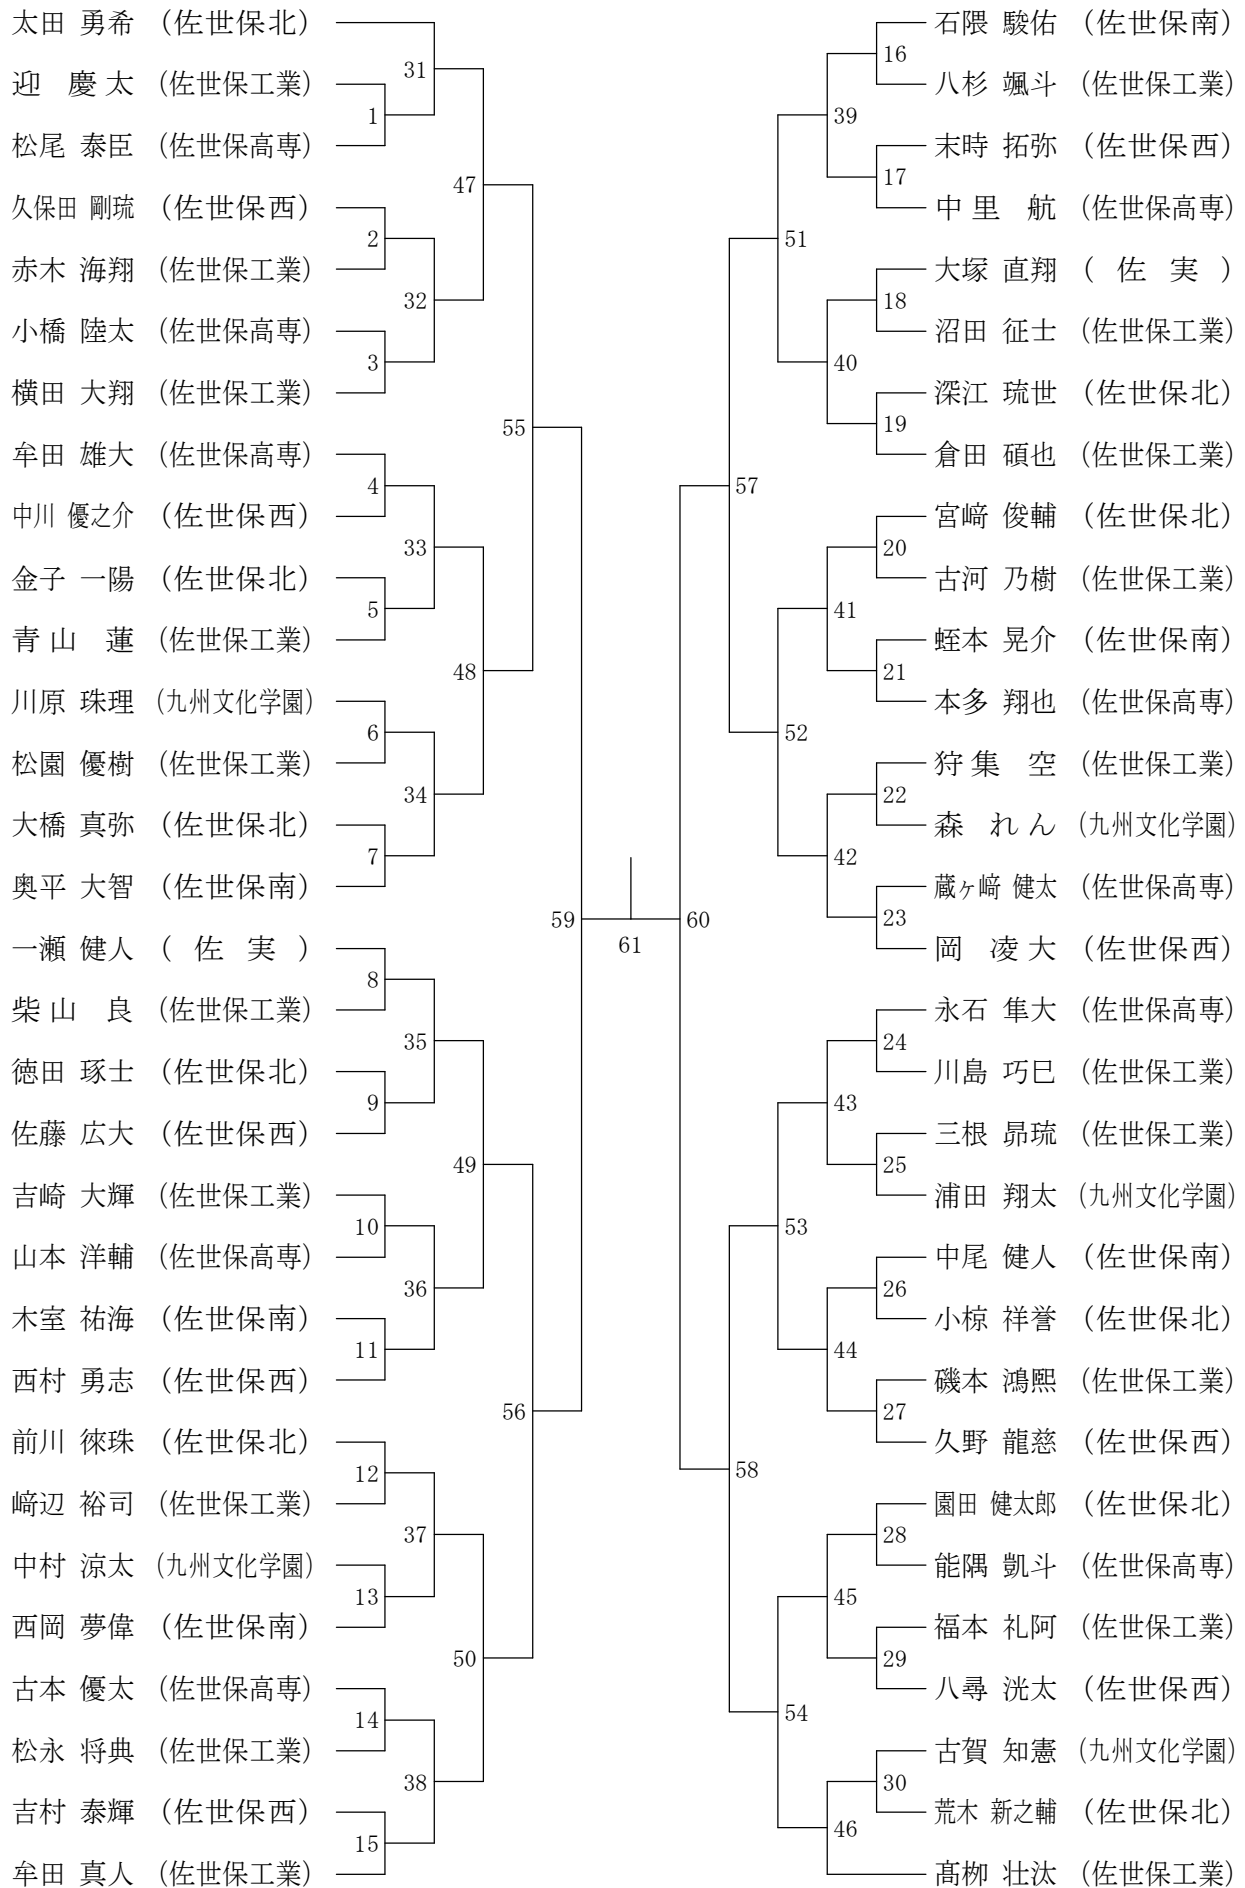 太田 勇希 (佐世保北)
迎 慶太 (佐世保工業)
松尾 泰臣 (佐世保高専)
久保田 剛琉 (佐世保西)
赤木 海翔 (佐世保工業)
小橋 陸太 (佐世保高専)
横田 大翔 (佐世保工業)
牟田 雄大 (佐世保高専)
中川 優之介 (佐世保西)
金子 一陽 (佐世保北)
青山 蓮 (佐世保工業)
川原 珠理 (九州文化学園)
松園 優樹 (佐世保工業)
大橋 真弥 (佐世保北)
奥平 大智 (佐世保南)
一瀬 健人 (佐実)
柴山 良 (佐世保工業)
徳田 琢士 (佐世保北)
佐藤 広大 (佐世保西)
吉崎 大輝 (佐世保工業)
山本 洋輔 (佐世保高専)
木室 祐海 (佐世保南)
西村 勇志 (佐世保西)
前川 徠珠 (佐世保北)
﨑辺 裕司 (佐世保工業)
中村 涼太 (九州文化学園)
西岡 夢偉 (佐世保南)
古本 優太 (佐世保高専)
松永 将典 (佐世保工業)
吉村 泰輝 (佐世保西)
牟田 真人 (佐世保工業)
1
2
3
4
5
6
7
8
9
10
11
12
13
14
15
31
32
33
34
35
36
37
38
47
48
49
50
55
56
59
61
60
57
58
51
52
53
54
39
40
41
42
43
44
45
46
16
17
18
19
20
21
22
23
24
25
26
27
28
29
30
石隈 駿佑 (佐世保南)
八杉 颯斗 (佐世保工業)
末時 拓弥 (佐世保西)
中里 航 (佐世保高専)
大塚 直翔 (佐実)
沼田 征士 (佐世保工業)
深江 琉世 (佐世保北)
倉田 碩也 (佐世保工業)
宮﨑 俊輔 (佐世保北)
古河 乃樹 (佐世保工業)
蛭本 晃介 (佐世保南)
本多 翔也 (佐世保高専)
狩集 空 (佐世保工業)
森 れん (九州文化学園)
蔵ヶ﨑 健太 (佐世保高専)
岡 凌大 (佐世保西)
永石 隼大 (佐世保高専)
川島 巧巳 (佐世保工業)
三根 昴琉 (佐世保工業)
浦田 翔太 (九州文化学園)
中尾 健人 (佐世保南)
小椋 祥誉 (佐世保北)
磯本 鴻熙 (佐世保工業)
久野 龍慈 (佐世保西)
園田 健太郎 (佐世保北)
能隅 凱斗 (佐世保高専)
福本 礼阿 (佐世保工業)
八尋 洸太 (佐世保西)
古賀 知憲 (九州文化学園)
荒木 新之輔 (佐世保北)
髙栁 壮汰 (佐世保工業)